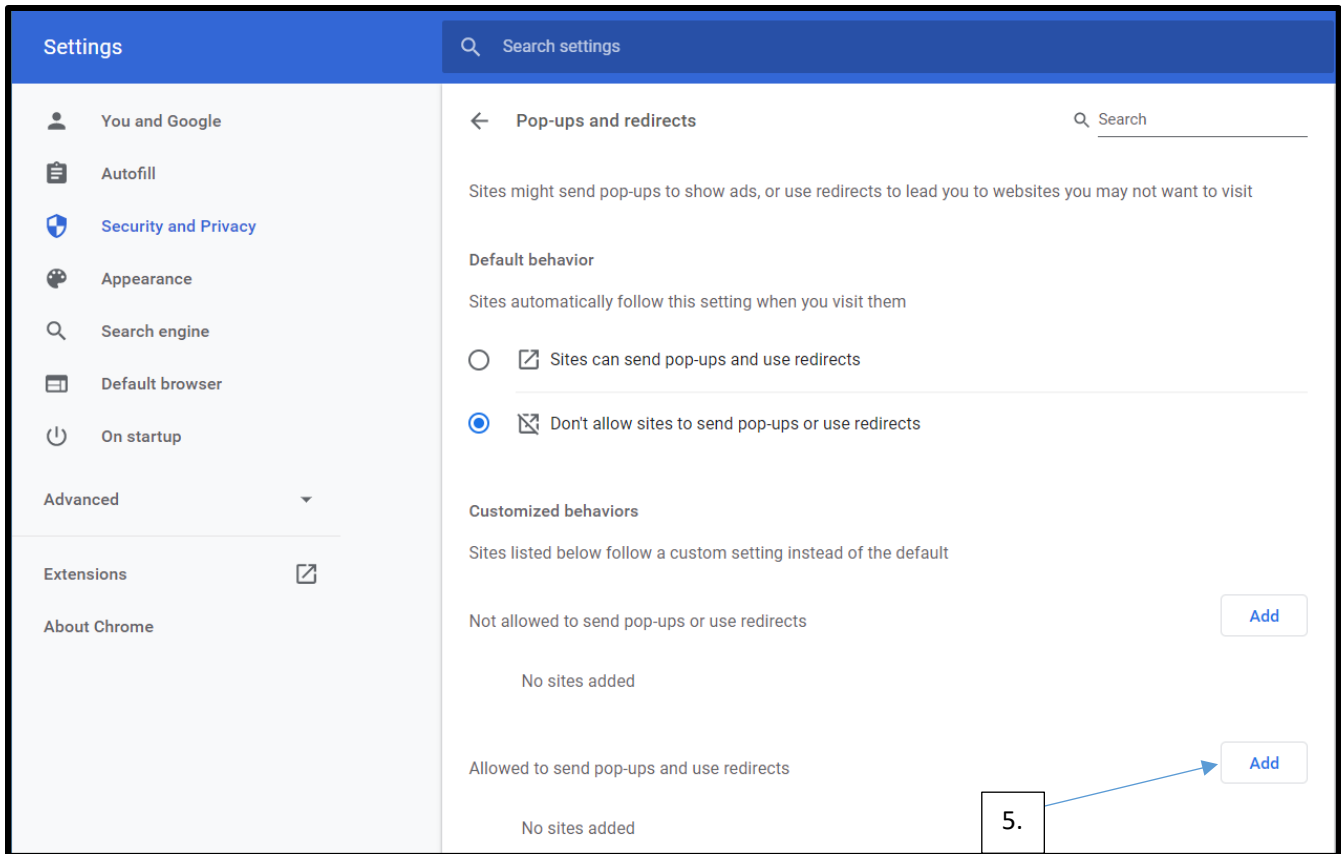 Settings
Search settings
You and Google
Autofill
Security and Privacy
Appearance
Search engine
Default browser
On startup
Advanced
Extensions
About Chrome
Pop-ups and redirects
Search
Sites might send pop-ups to show ads, or use redirects to lead you to websites you may not want to visit
Default behavior
Sites automatically follow this setting when you visit them
Sites can send pop-ups and use redirects
Don't allow sites to send pop-ups or use redirects
Customized behaviors
Sites listed below follow a custom setting instead of the default
Not allowed to send pop-ups or use redirects
Add
No sites added
Allowed to send pop-ups and use redirects
Add
5.
No sites added